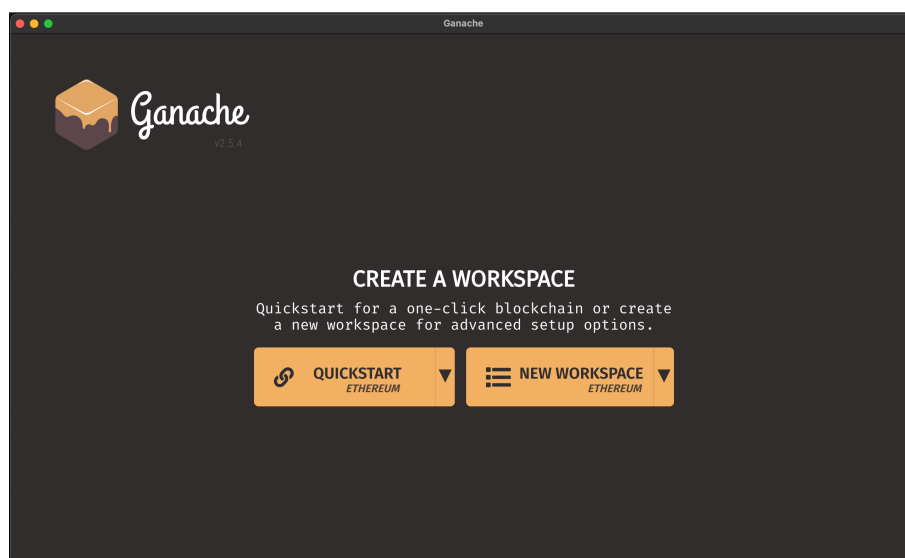 Ganache
Ganache
v2.5.4
CREATE A WORKSPACE
Quickstart for a one-click blockchain or create
a new workspace for advanced setup options.
QUICKSTART
ETHEREUM
NEW WORKSPACE
ETHEREUM